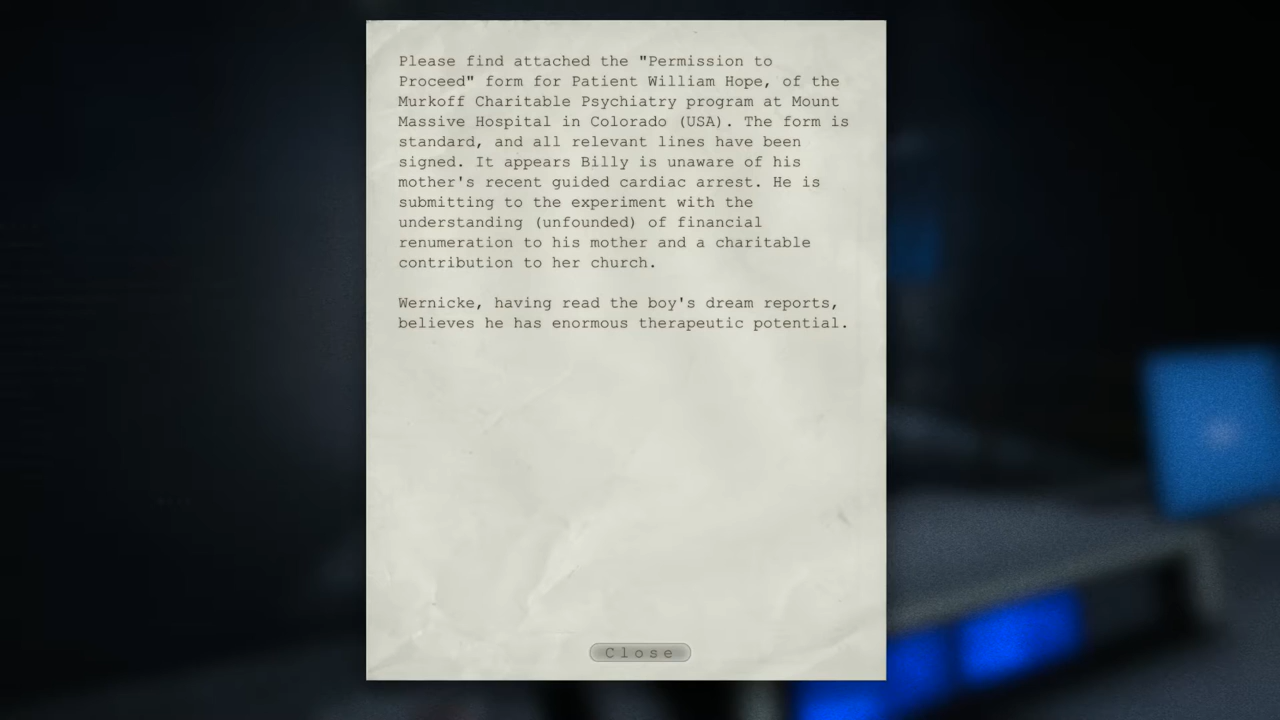 Please find attached the "Permission to
Proceed" form for Patient William Hope, of the
Murkoff Charitable Psychiatry program at Mount
Massive Hospital in Colorado (USA). The form is
standard, and all relevant lines have been
signed. It appears Billy is unaware of his
mother's recent guided cardiac arrest. He is
submitting to the experiment with the
understanding (unfounded) of financial
renumeration to his mother and a charitable
contribution to her church.
Wernicke, having read the boy's dream reports,
believes he has enormous therapeutic potential.
Close